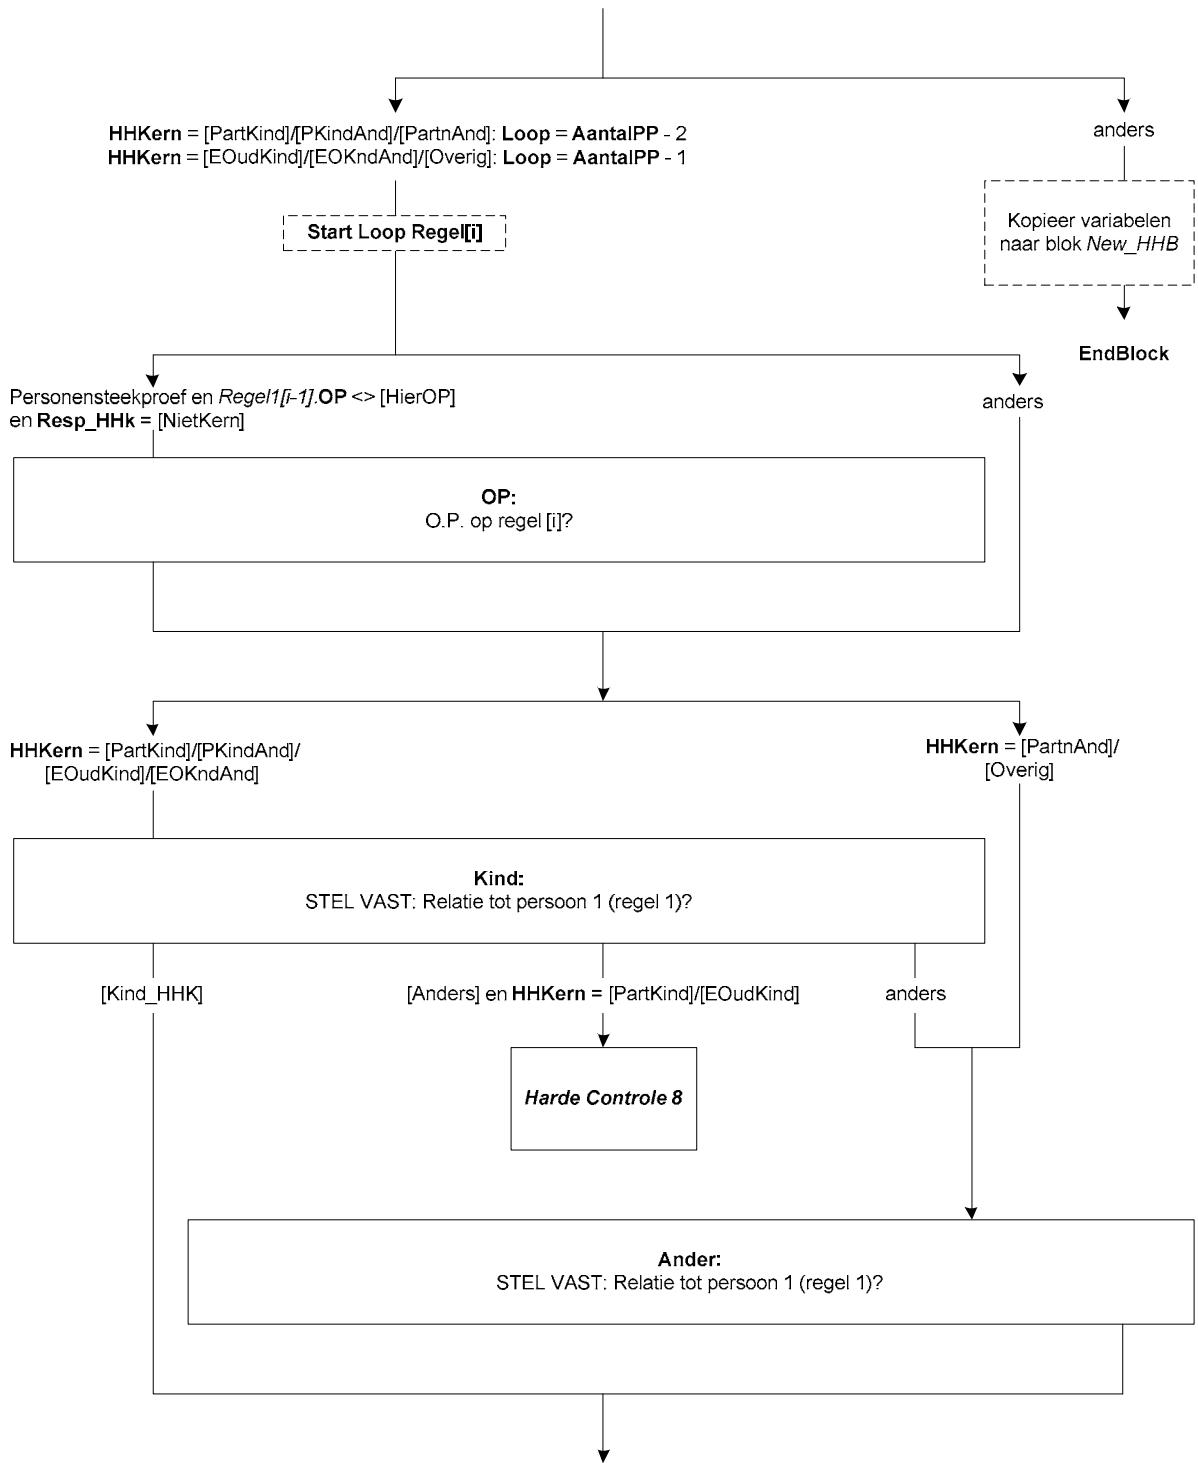 HHKern = [PartKind]/[PKindAnd]/[PartnAnd]: Loop = AantalPP - 2
HHKern = [EOudKind]/[EOKndAnd]/[Overig]: Loop = AantalPP - 1
anders
Start Loop Regel[i]
Kopieer variabelen
naar blok New_HHB
EndBlock
Personensteekproef en Regel1[i-1].OP <> [HierOP]
en Resp_HHk = [NietKern]
anders
OP:
O.P. op regel [i]?
HHKern = [PartKind]/[PKindAnd]/
[EOudKind]/[EOKndAnd]
HHKern = [PartnAnd]/
[Overig]
Kind:
STEL VAST: Relatie tot persoon 1 (regel 1)?
[Kind_HHK]
[Anders] en HHKern = [PartKind]/[EOudKind]
anders
Harde Controle 8
Ander:
STEL VAST: Relatie tot persoon 1 (regel 1)?